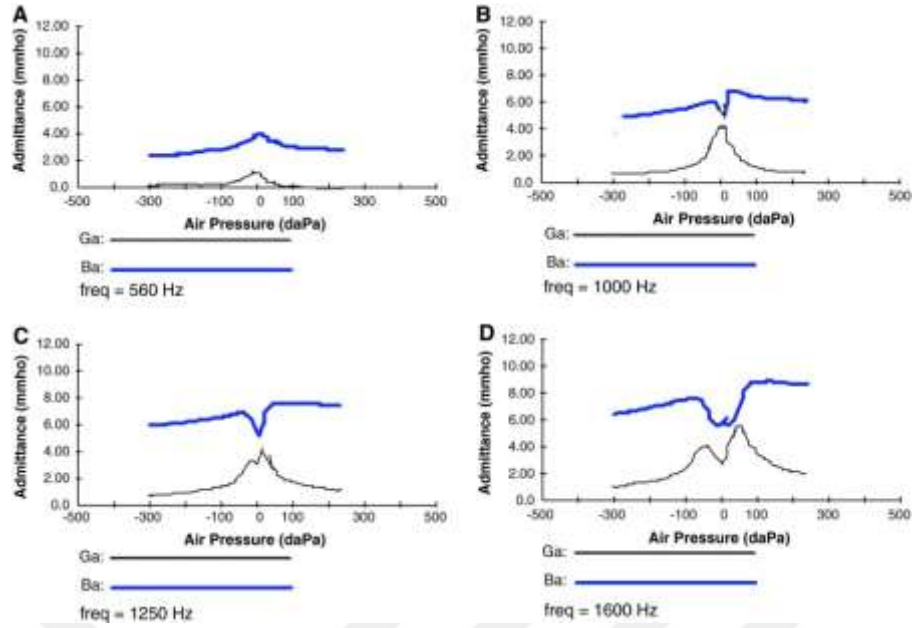 A
Admittance (mmho)
12.00
10.00
8.00
6.00
4.00
2.00
0.0
-500 -300 -100 0 100 300 500
Air Pressure (daPa)
Ga:
Ba:
freq = 560 Hz
B
Admittance (mmho)
12.00
10.00
8.00
6.00
4.00
2.00
0.0
-500 -300 -100 0 100 300 500
Air Pressure (daPa)
Ga:
Ba:
freq = 1000 Hz
C
Admittance (mmho)
12.00
10.00
8.00
6.00
4.00
2.00
0.0
-500 -300 -100 0 100 300 500
Air Pressure (daPa)
Ga:
Ba:
freq = 1250 Hz
D
Admittance (mmho)
12.00
10.00
8.00
6.00
4.00
2.00
0.0
-500 -300 -100 0 100 300 500
Air Pressure (daPa)
Ga:
Ba:
freq = 1600 Hz